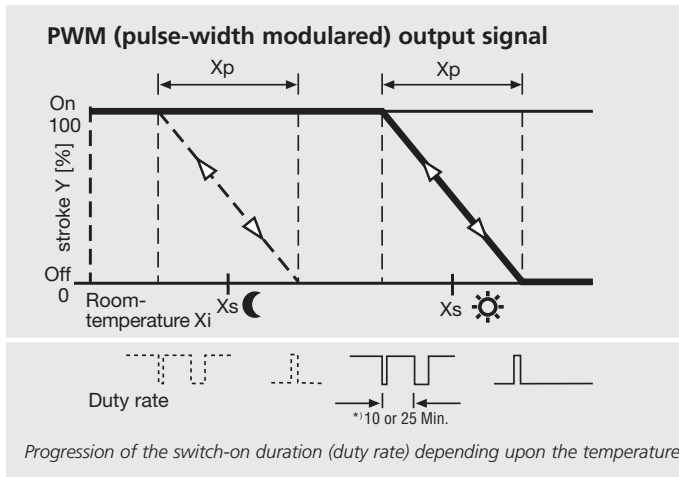 PWM (pulse-width modulared) output signal
Xp
Xp
On
100
stroke Y [%]
Off
0
Room-
temperature Xi
Xs
Xs
Duty rate
*) 10 or 25 Min.
Progression of the switch-on duration (duty rate) depending upon the temperature